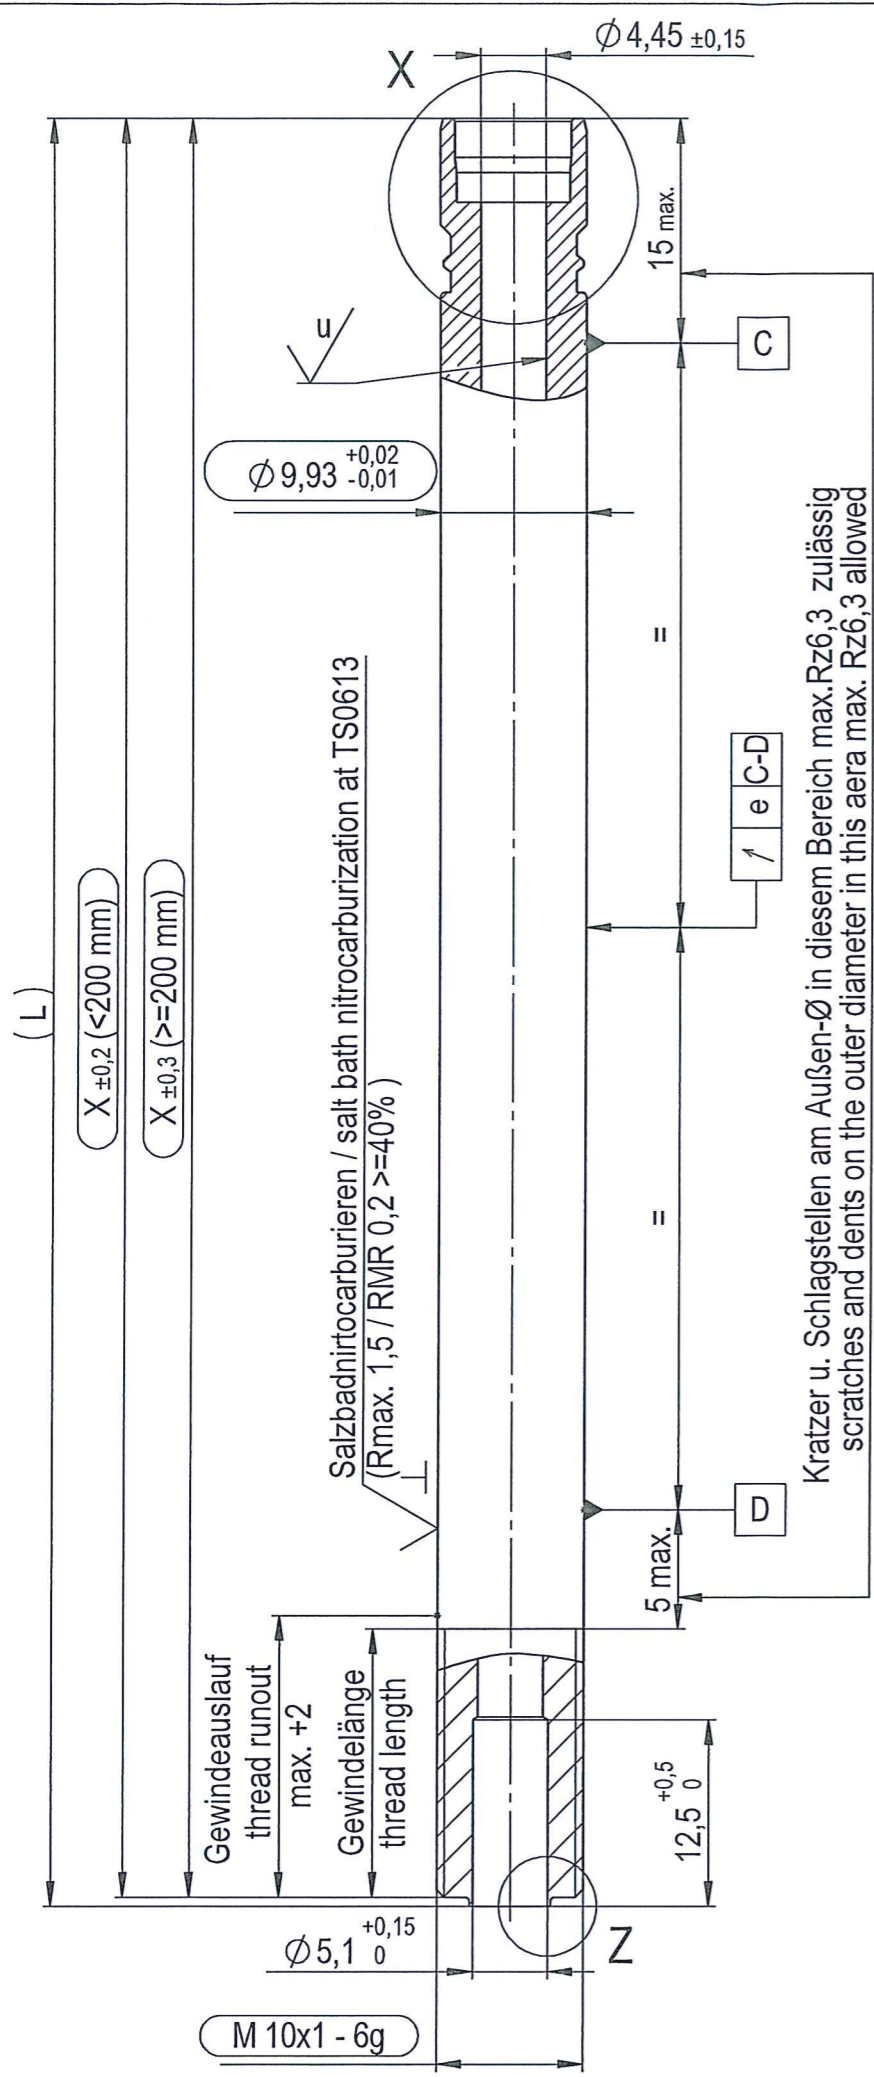 X
Ø4,45 ±0,15
15 max.
C
u
Ø9,93 +0,02 -0,01
=
(L)
X ±0,2 (<200 mm)
X ±0,3 (>=200 mm)
Salzbadnirtocarburieren / salt bath nitrocarburization at TS0613
(Rmax. 1,5 / RMR 0,2 >=40% )
e C-D
Kratzer u. Schlagstellen am Außen-Ø in diesem Bereich max.Rz6,3 zulässig
scratches and dents on the outer diameter in this aera max. Rz6,3 allowed
=
D
5 max.
Gewindeauslauf
thread runout
max. +2
Gewindelänge
thread length
12,5 +0,5 0
Ø5,1 +0,15 0
Z
M 10x1 - 6g